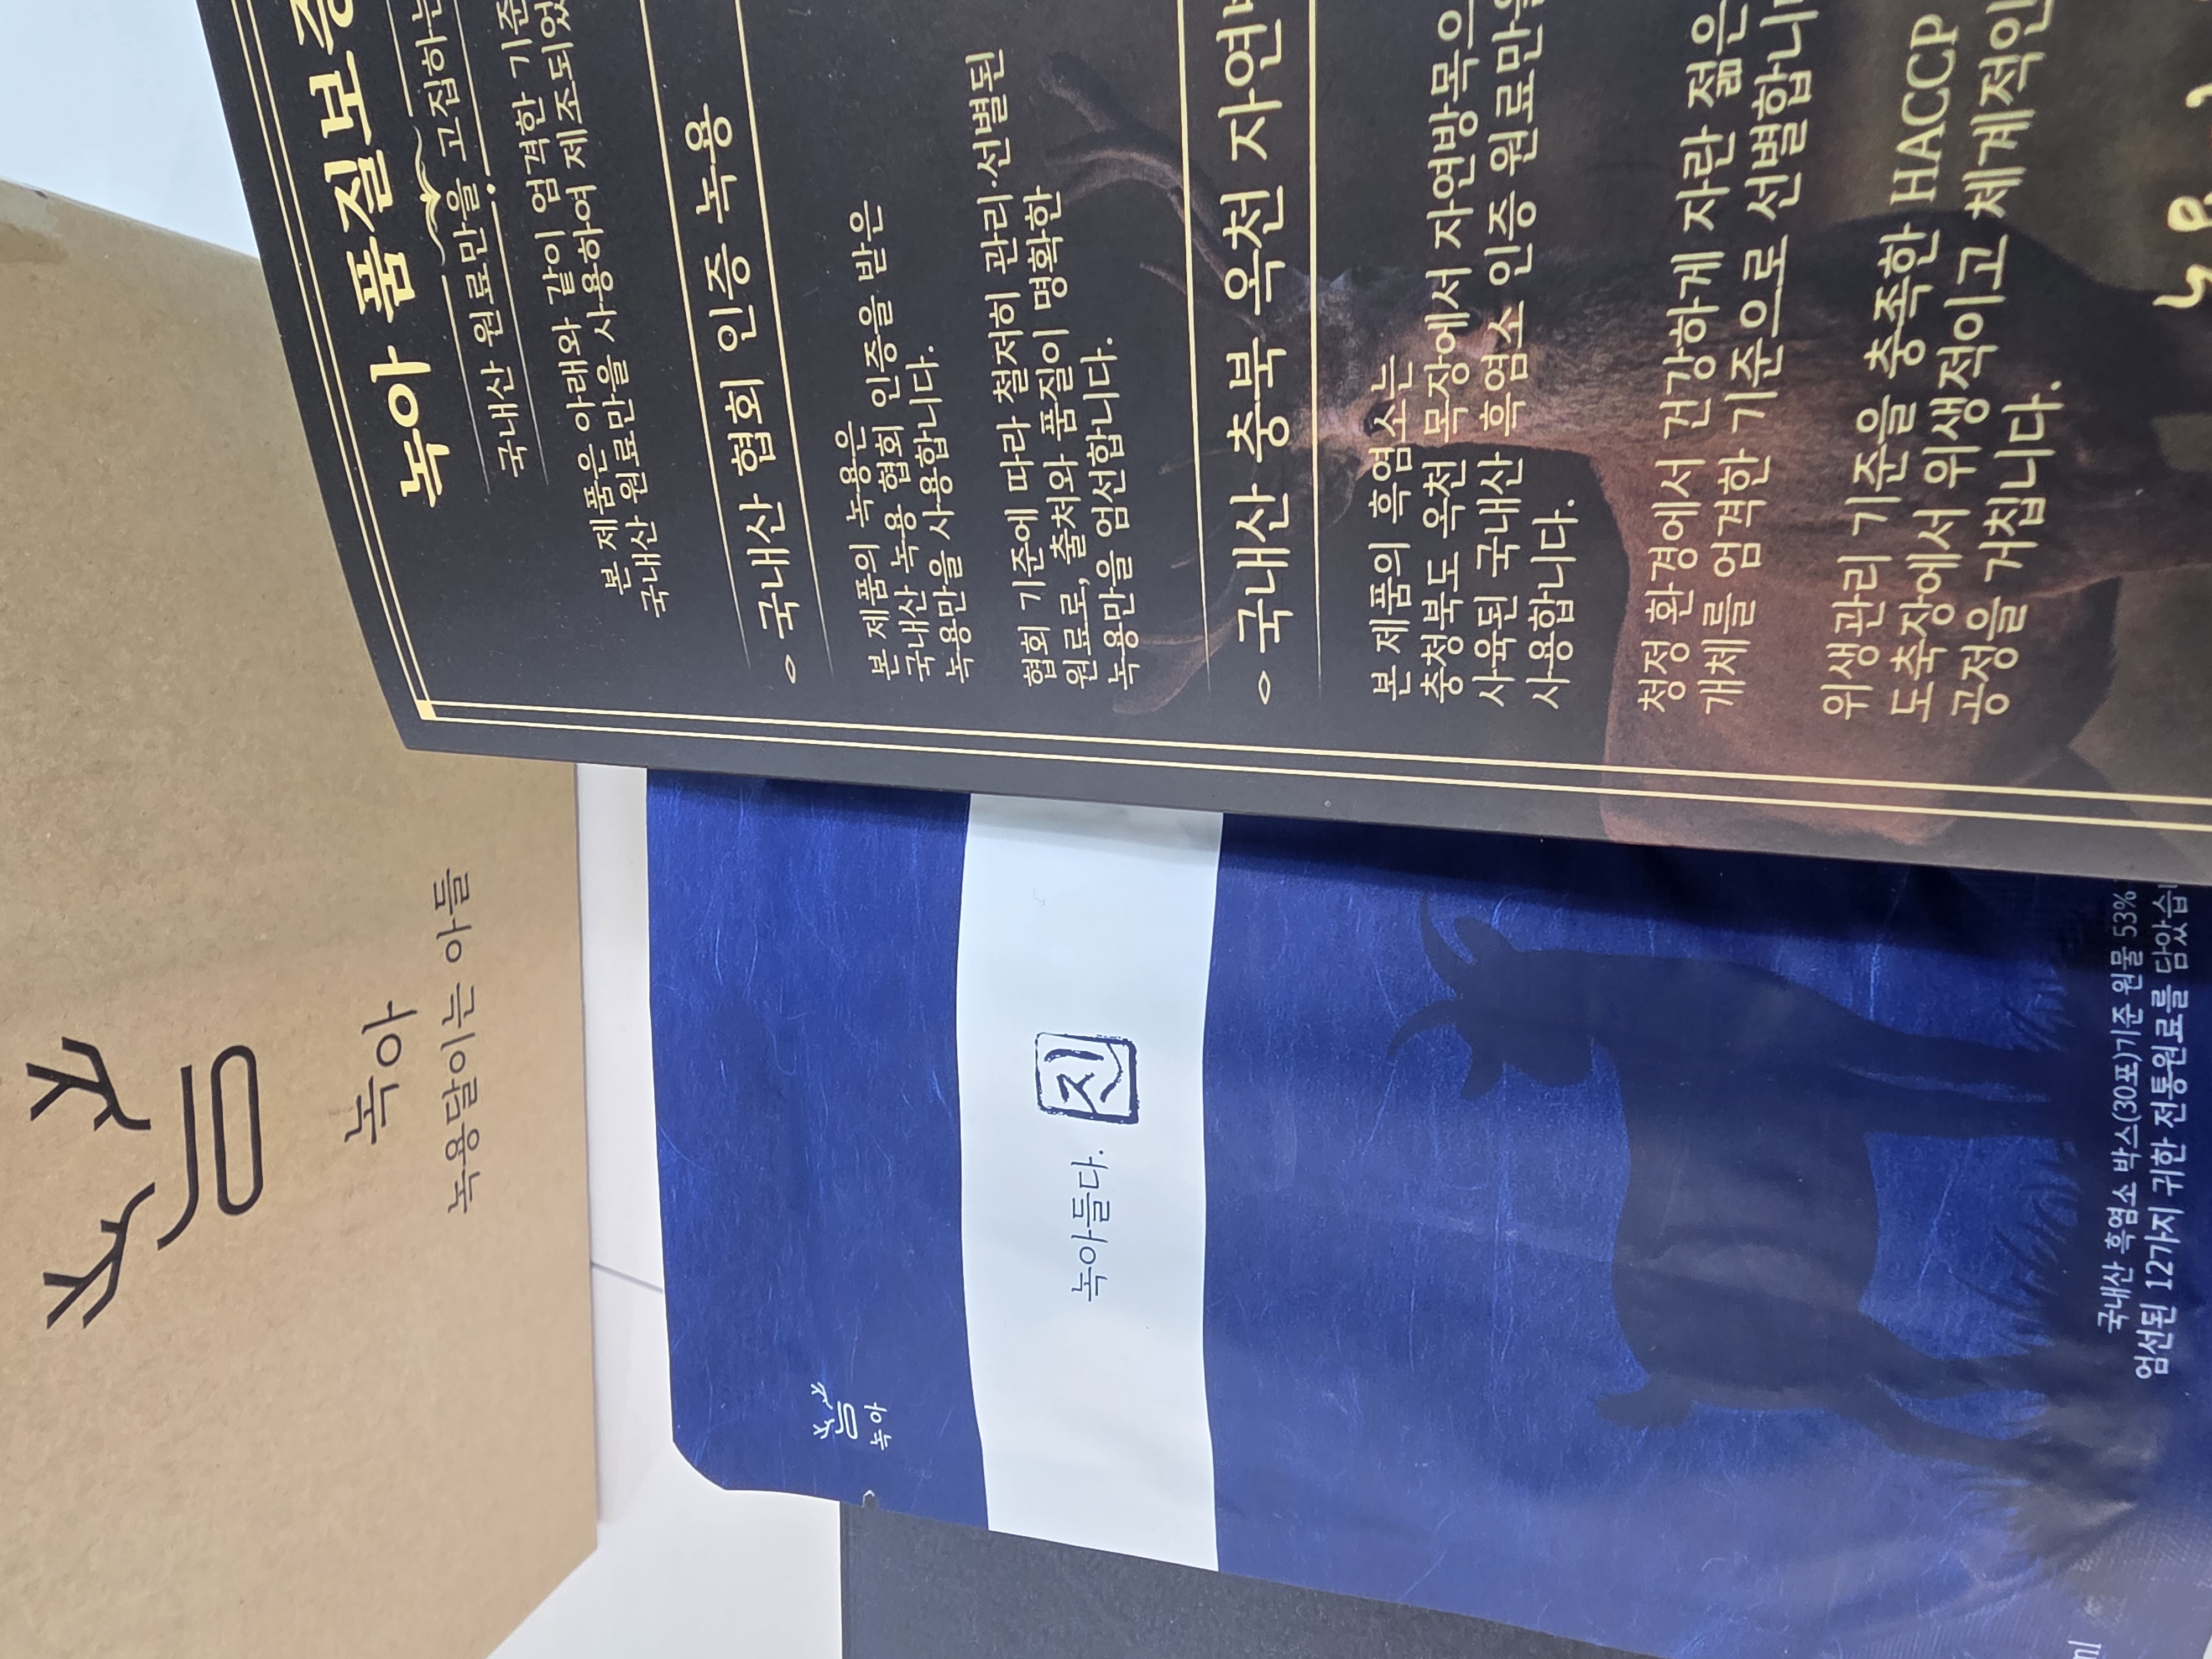 녹아
녹용달이는 아들
녹아 품질보증
국내산 원료만을 고집하는
본 제품은 아래와 같이 엄격한 기준
국내산 원료만을 사용하여 제조되었
국내산 협회 인증 녹용
본 제품의 녹용은
국내산 녹용 협회 인증을 받은
녹용만을 사용합니다.
협회 기준에 따라 철저히 관리·선별된
원료로, 출처와 품질이 명확한
녹용만을 엄선합니다.
국내산 충북 옥천 자연
본 제품의 흑염소는
충청북도 옥천 목장에서 자연방목으
사육된 국내산 흑염소 인증 원료만을
사용합니다.
청정 환경에서 건강하게 자란 젊은
개체를 엄격한 기준으로 선별합니
위생관리 기준을 충족한 HACCP
도축장에서 위생적이고 체계적인
공정을 거칩니다.
녹아
녹아들다. 진
국내산 흑염소 박스(30포)기준 원물 53%
엄선된 12가지 귀한 전통원료를 담았습
ml